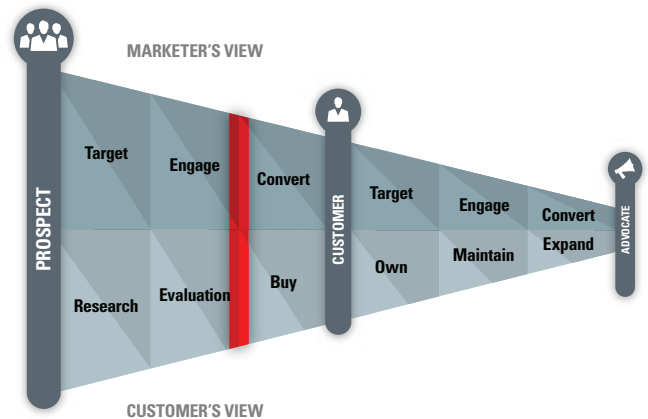 MARKETER'S VIEW
PROSPECT
Target
Engage
Convert
CUSTOMER
Target
Engage
Convert
ADVOCATE
Research
Evaluation
Buy
Own
Maintain
Expand
CUSTOMER'S VIEW